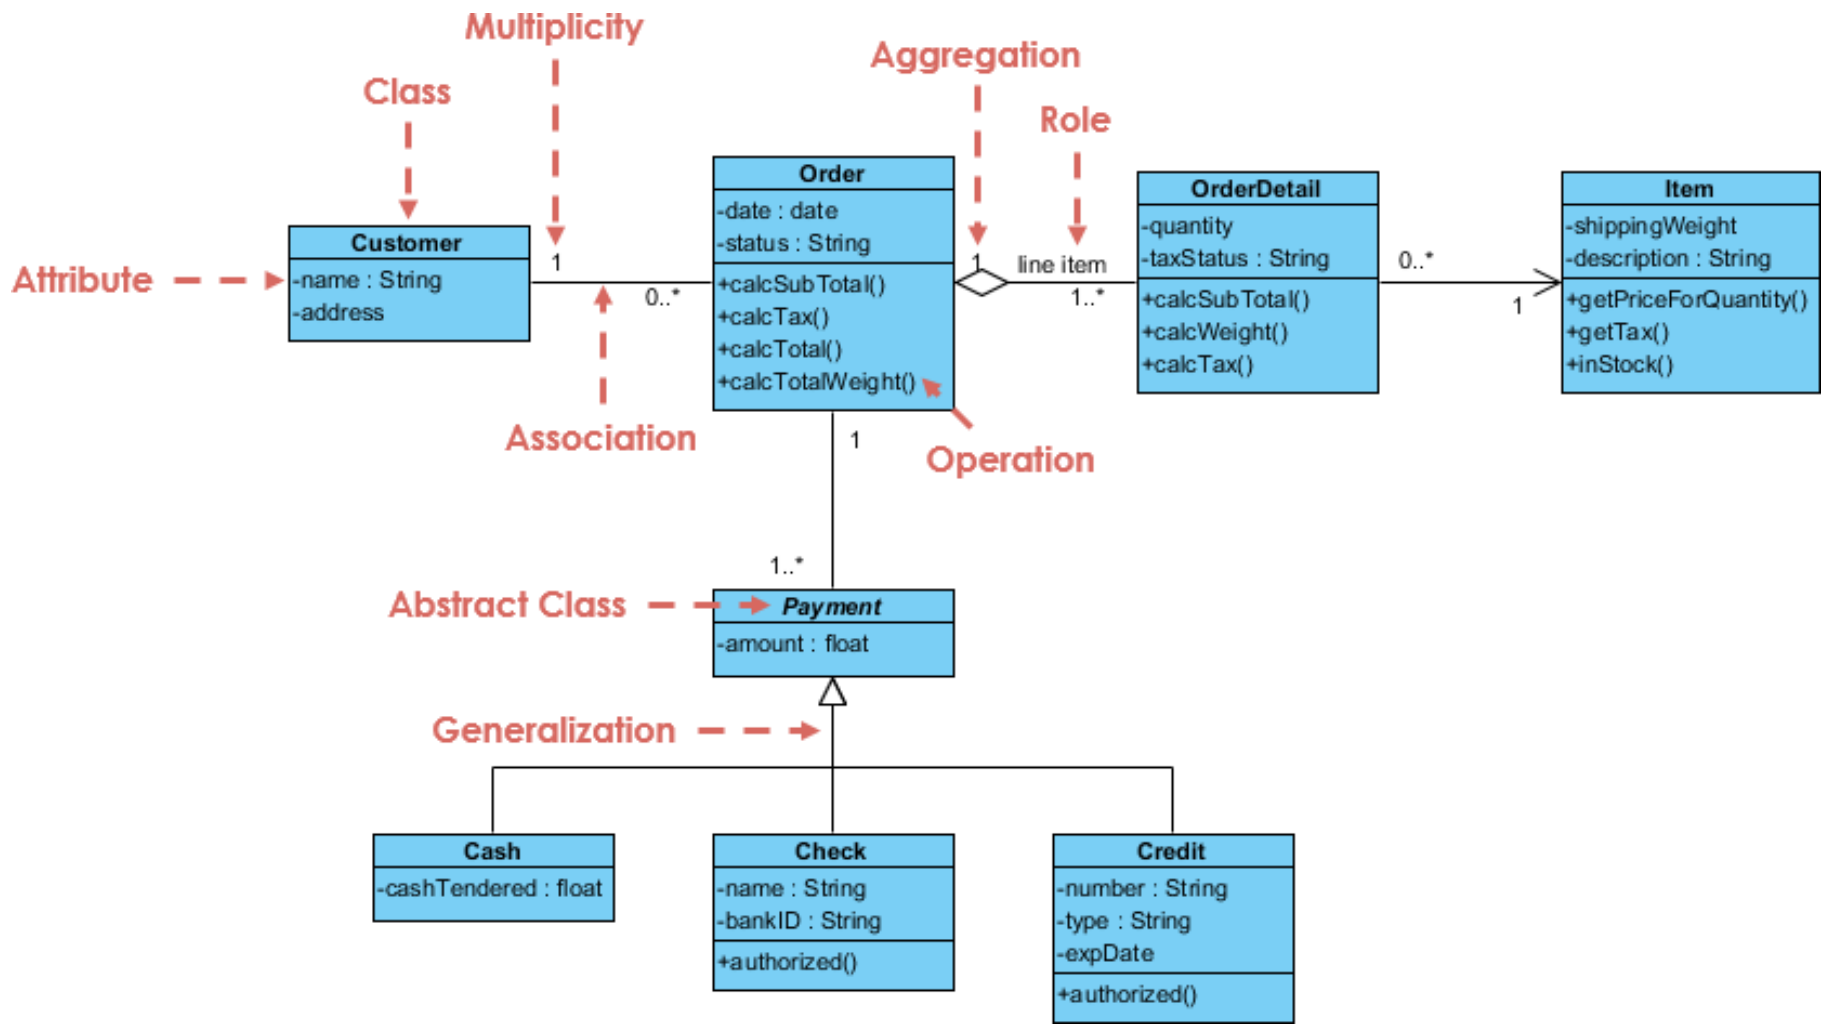 Multiplicity
Aggregation
Class
Role
Attribute
Customer
-name : String
-address
1
0..*
Association
Order
-date : date
-status : String
+calcSubTotal()
+calcTax()
+calcTotal()
+calcTotalWeight()
Operation
1
line item
1..*
OrderDetail
-quantity
-taxStatus : String
+calcSubTotal()
+calcWeight()
+calcTax()
0..*
1
Item
-shippingWeight
-description : String
+getPriceForQuantity()
+getTax()
+inStock()
1
1..*
Abstract Class
Payment
-amount : float
Generalization
Cash
-cashTendered : float
Check
-name : String
-bankID : String
+authorized()
Credit
-number : String
-type : String
-expDate
+authorized()